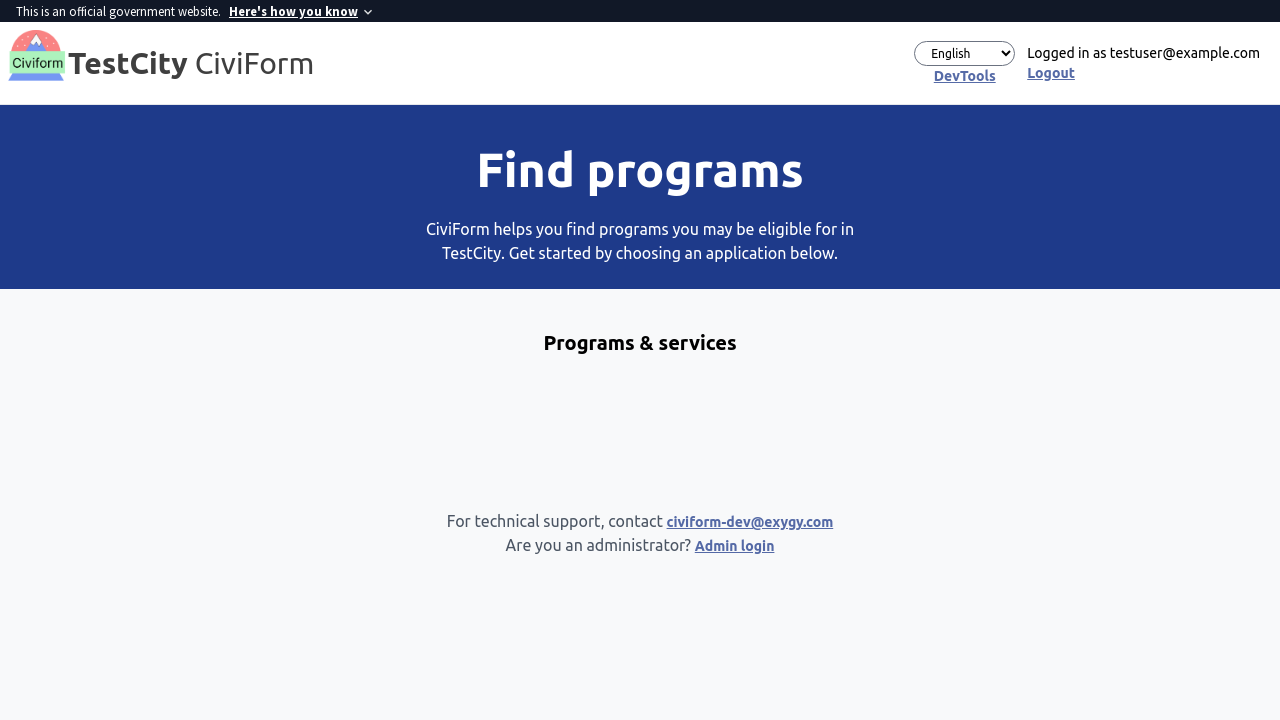 This is an official government website. Here's how you know
Civiform
TestCity CiviForm
English
DevTools
Logged in as testuser@example.com
Logout
Find programs
CiviForm helps you find programs you may be eligible for in
TestCity. Get started by choosing an application below.
Programs & services
For technical support, contact civiform-dev@exygy.com
Are you an administrator? Admin login